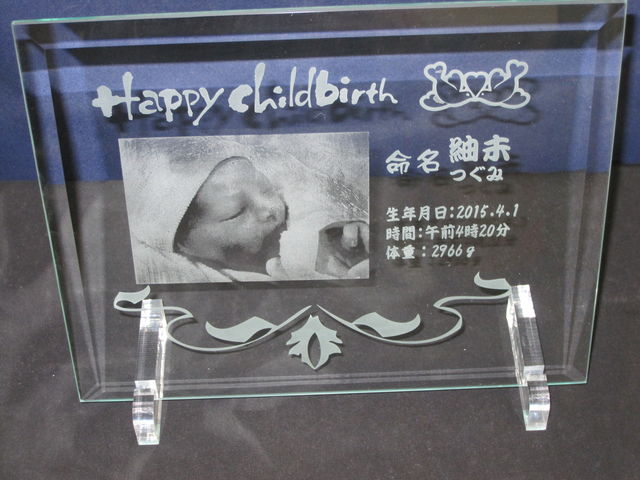 Happy childbirth
命名 紬未
つぐみ
生年月日:2015.4.1
時間:午前4時20分
体重:2966g